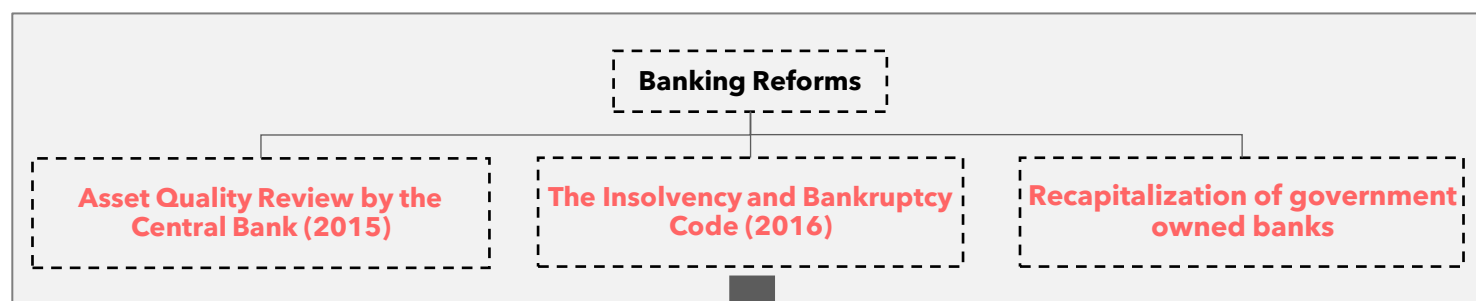 Banking Reforms
Asset Quality Review by the
Central Bank (2015)
The Insolvency and Bankruptcy
Code (2016)
Recapitalization of government
owned banks